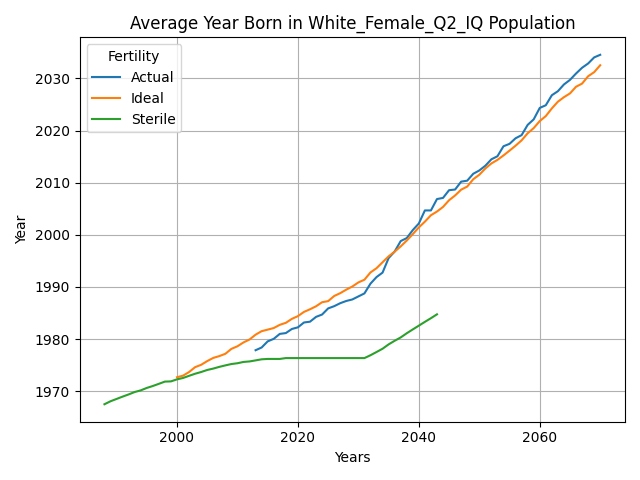 Average Year Born in White_Female_Q2_IQ Population
Fertility
Actual
Ideal
Sterile
2030
2020
2010
2000
1990
1980
1970
Year
2000 2020 2040 2060
Years